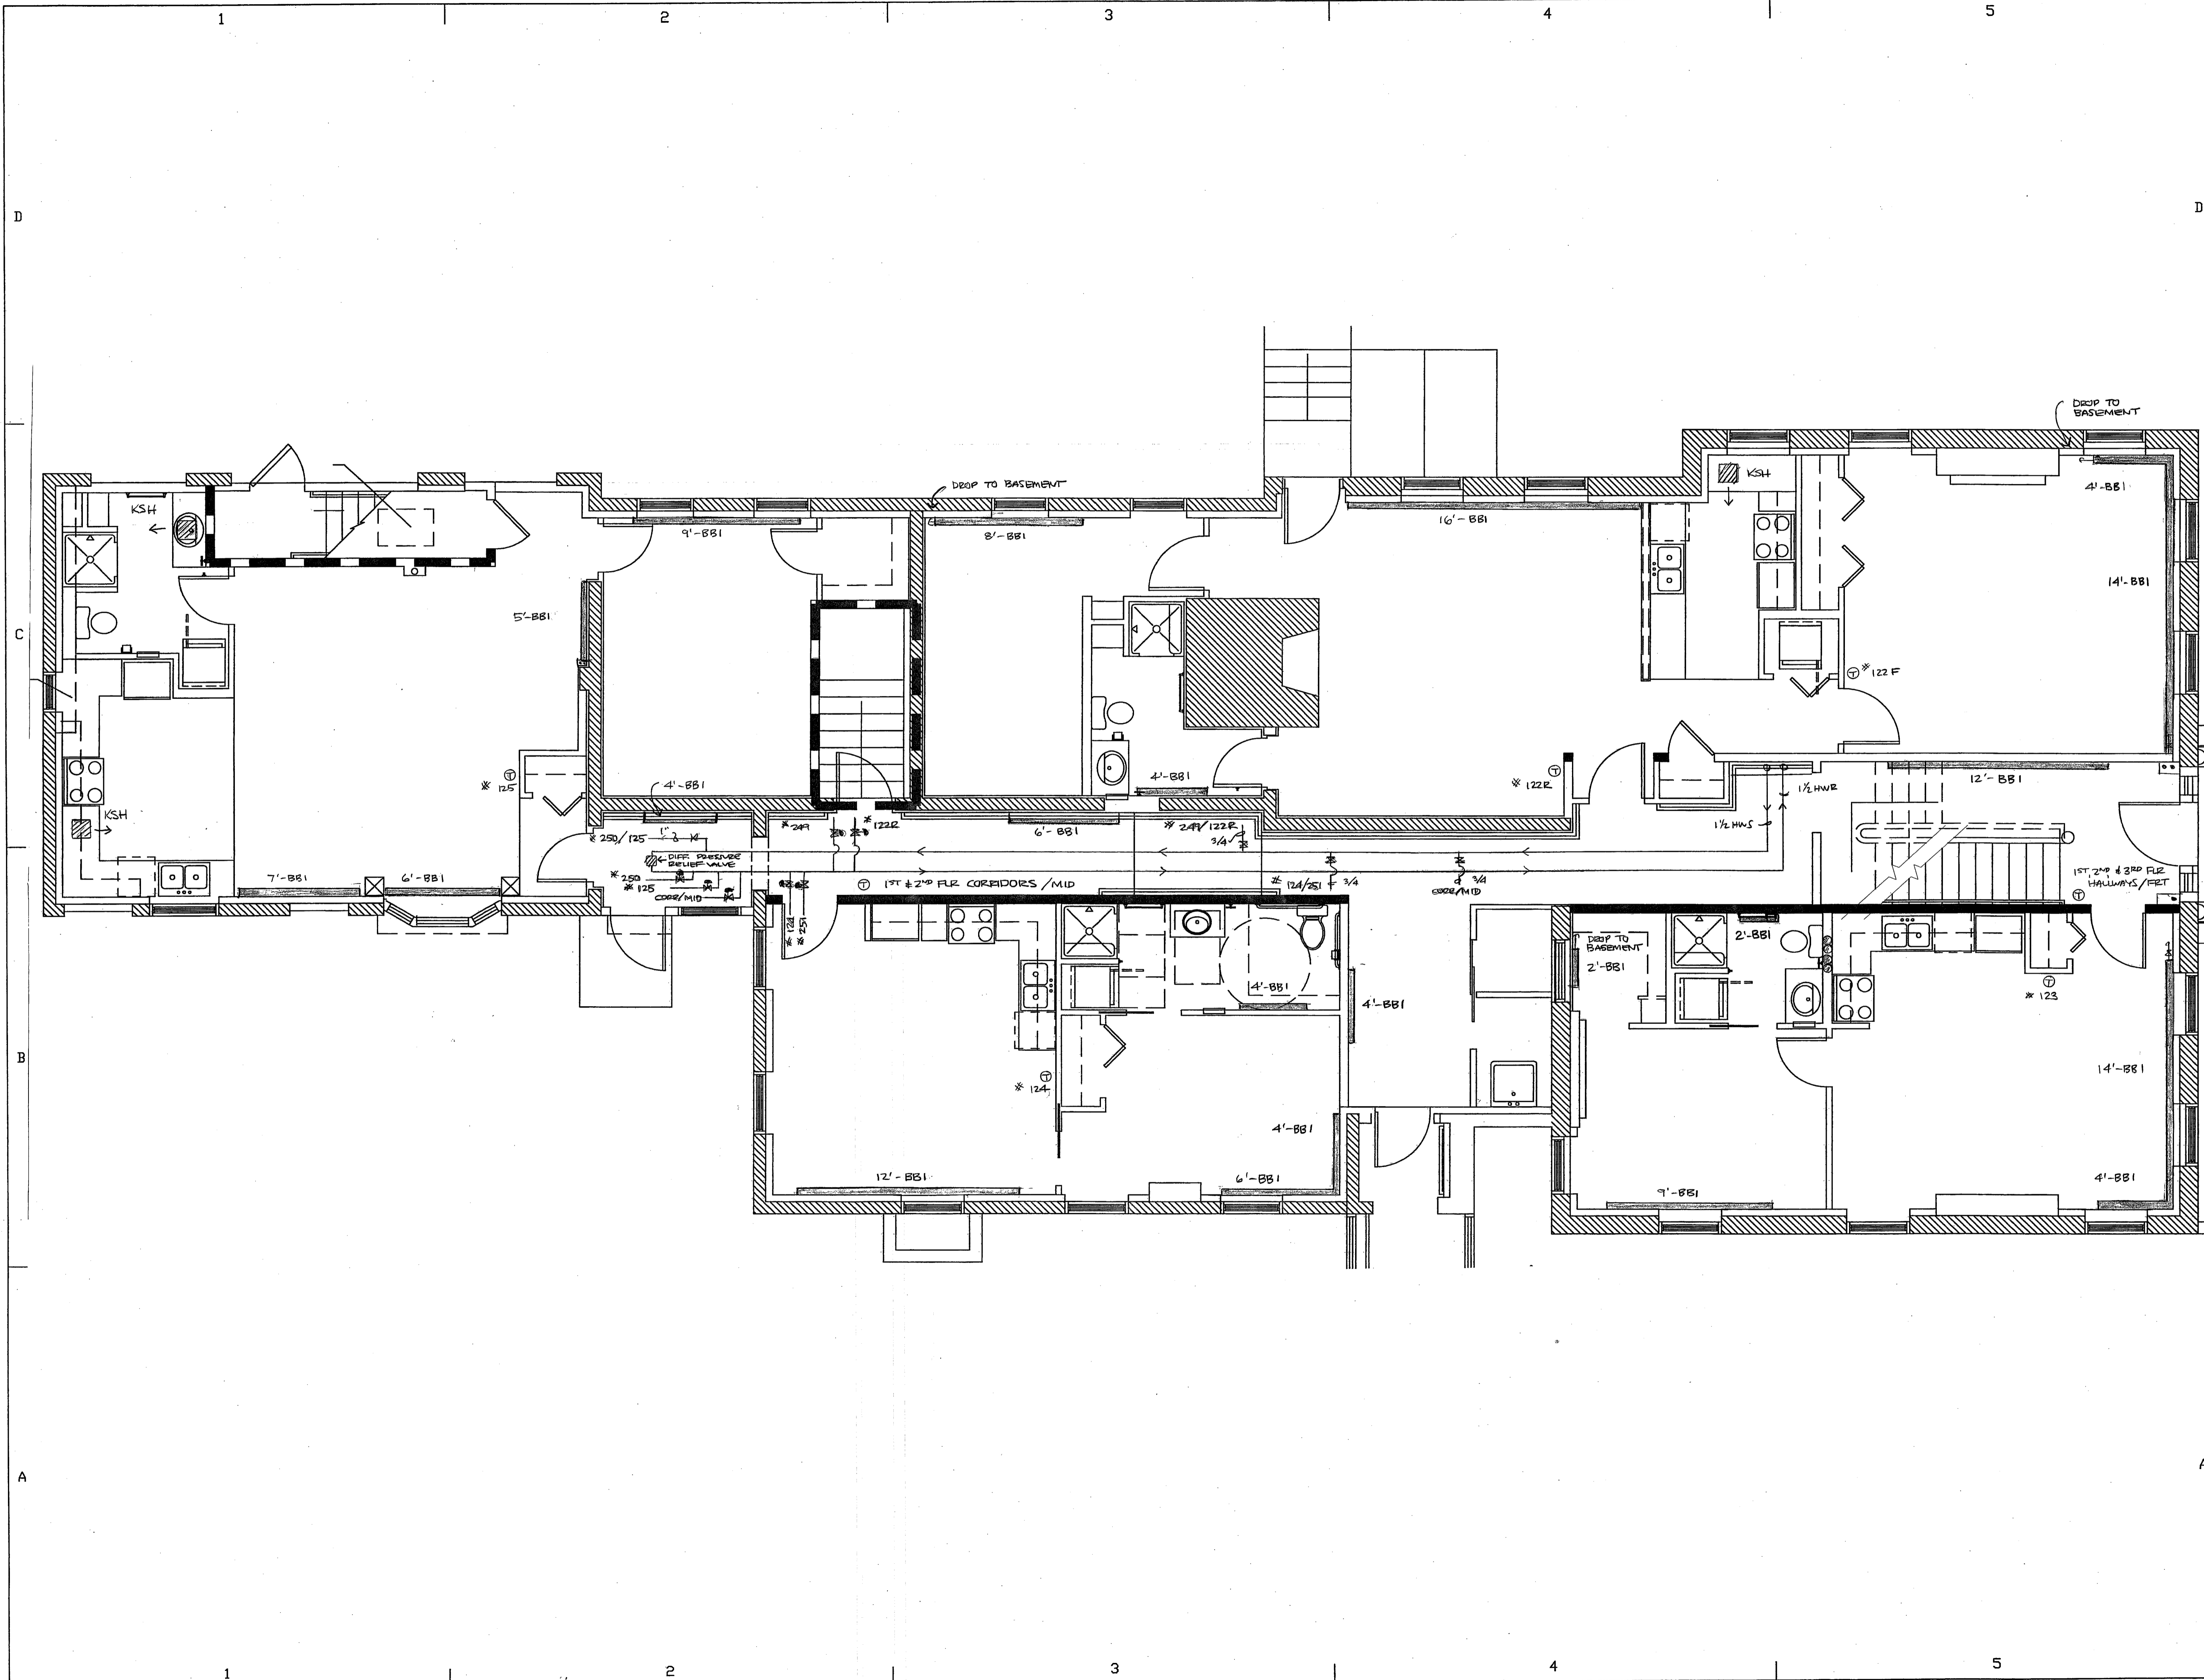 1
2
3
4
5
D
D
DROP TO
BASEMENT
KSH
DROP TO BASEMENT
KSH
9'-BB1
8'-BB1
16'-BB1
4'-BB1
14'-BB1
5'-BB1
C
* 122F
* 125
4'-BB1
4'-BB1
* 122R
12'-BB1
1½ HWR
1½ HWS
KSH
* 249
* 122R
6'-BB1
* 249/122R
3/4
* 250/125
1"
DIFF. PRESSURE
RELIEF VALVE
* 250
* 125
CORR/MID
T
1ST & 2ND FLR CORRIDORS / MID
* 124/251
3/4
3/4
CORR/MID
1ST, 2ND & 3RD FLR
HALLWAYS/FRT
T
7'-BB1
6'-BB1
* 124
* 251
DROP TO
BASEMENT
2'-BB1
2'-BB1
4'-BB1
4'-BB1
T
* 123
B
T
* 124
14'-BB1
4'-BB1
12'-BB1
6'-BB1
9'-BB1
4'-BB1
A
A
1
2
3
4
5